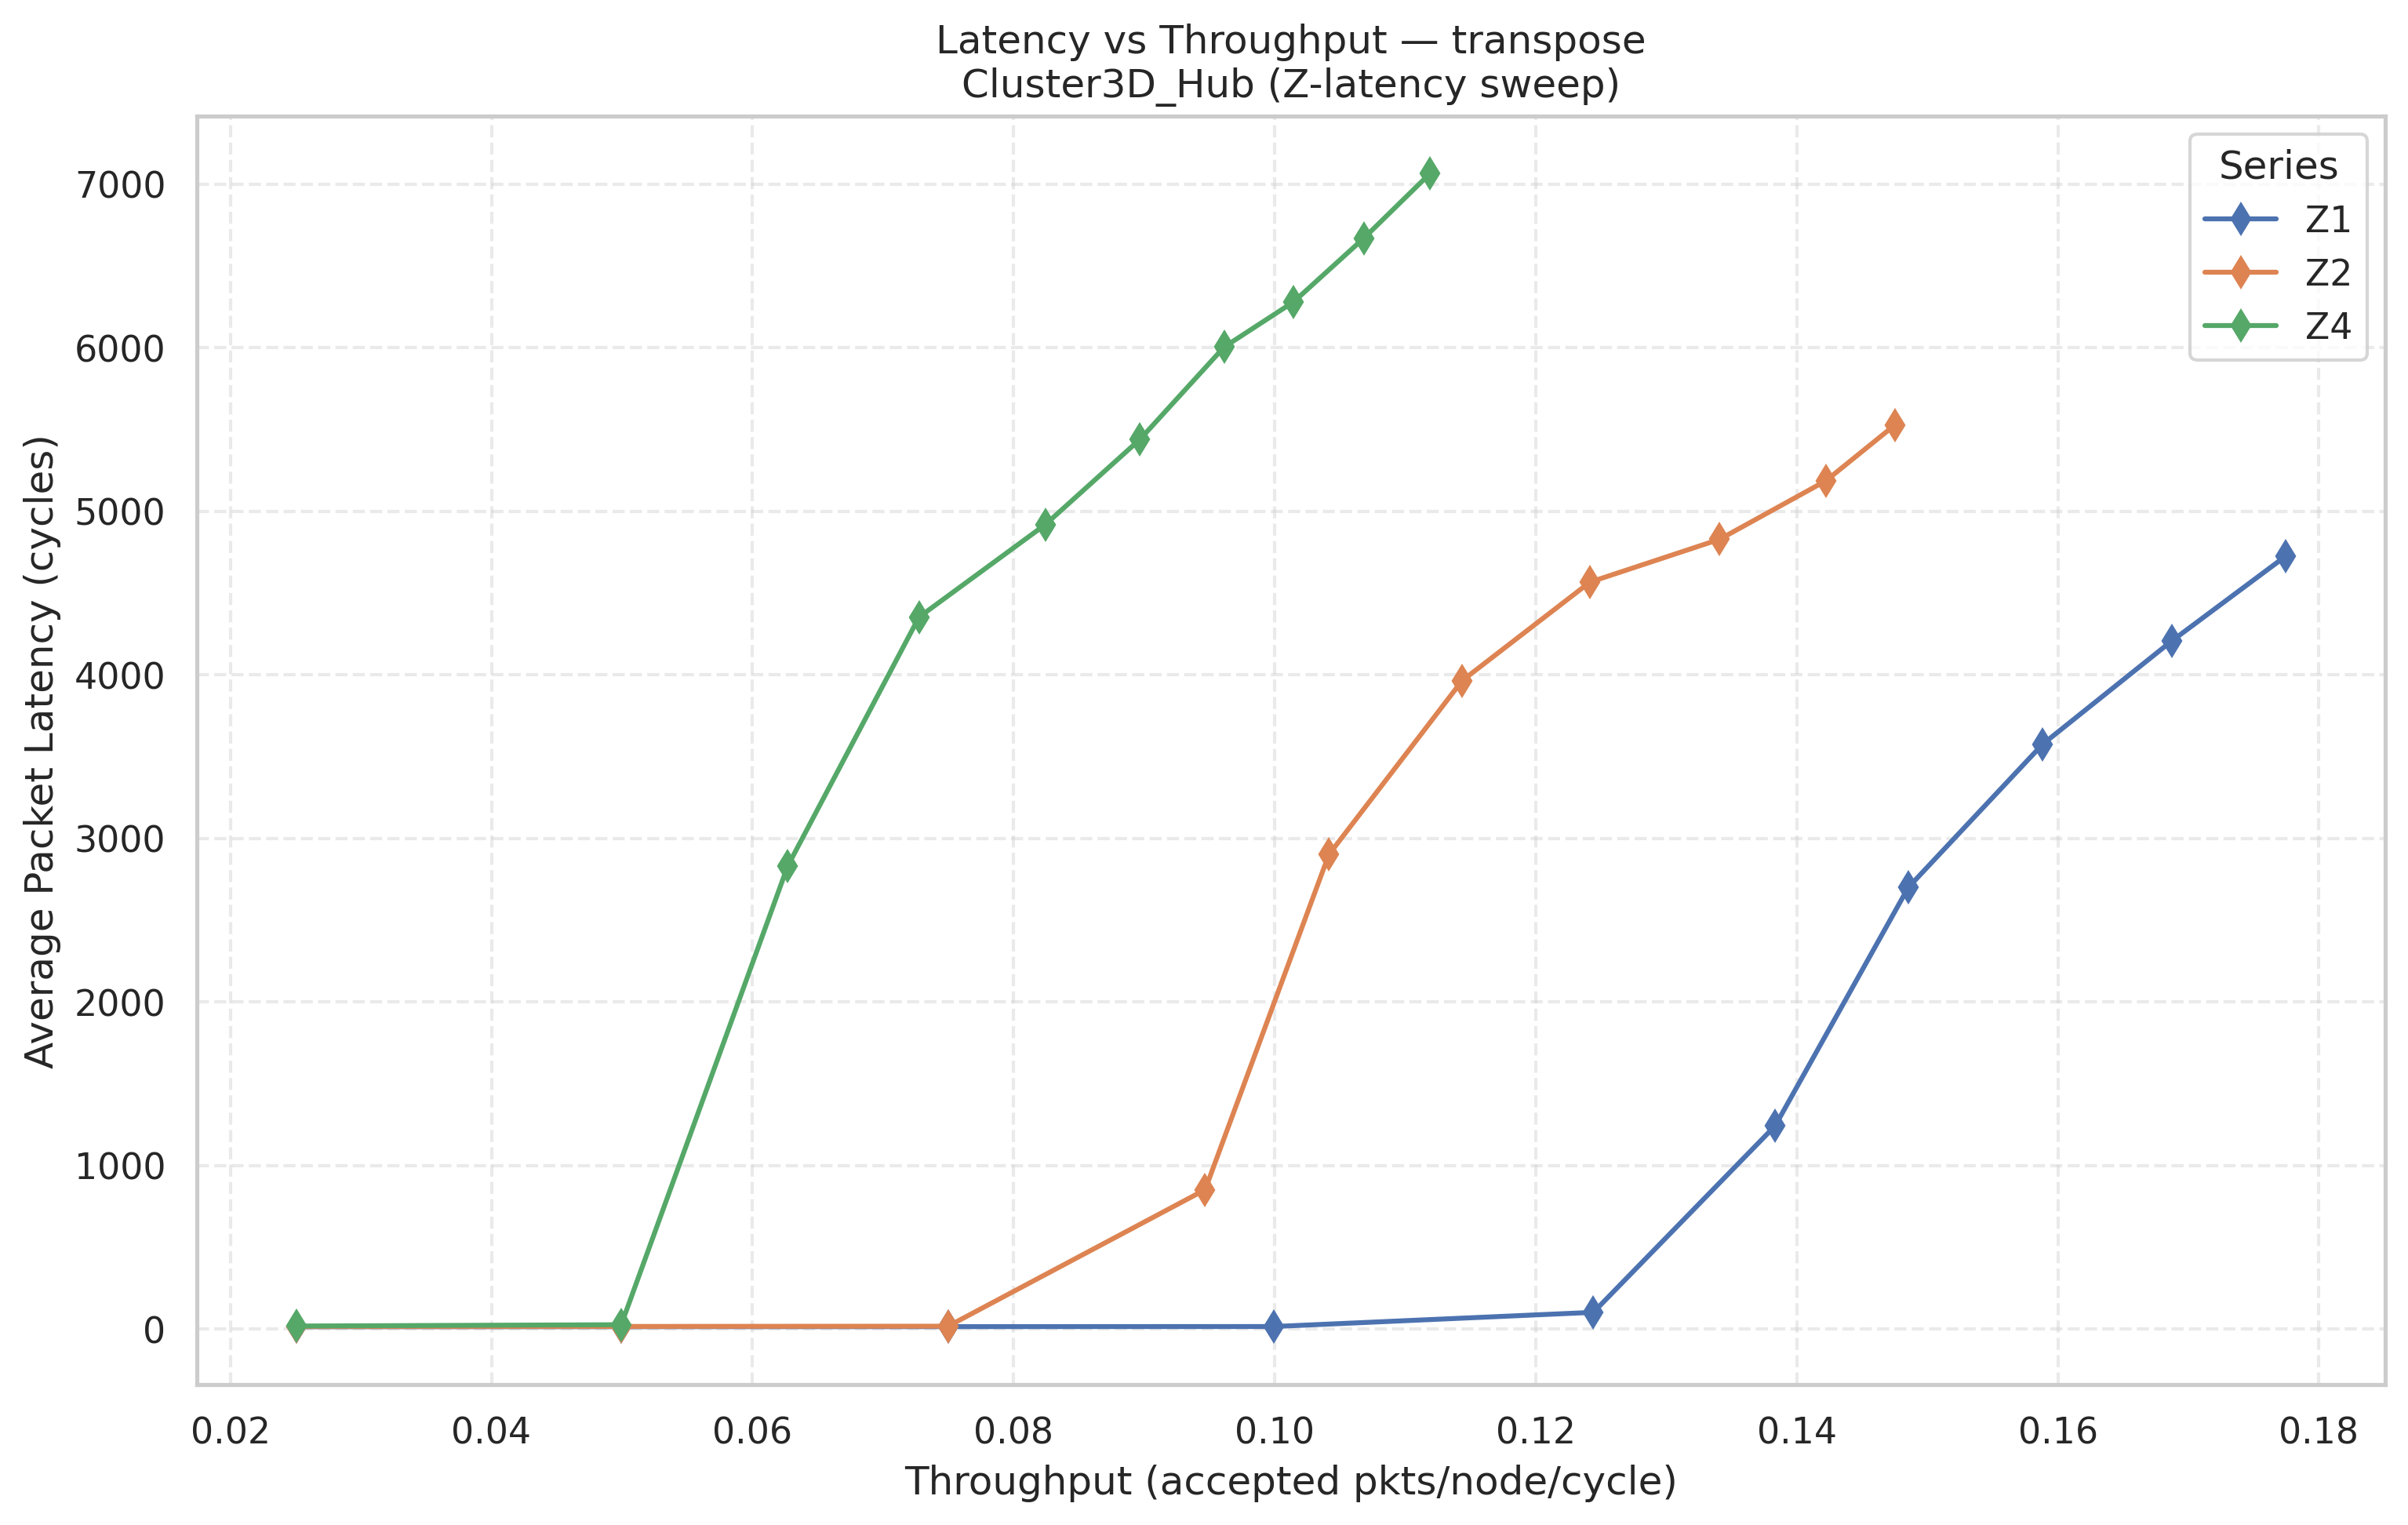 Latency vs Throughput — transpose
Cluster3D_Hub (Z-latency sweep)
Series
Z1
Z2
Z4
Average Packet Latency (cycles)
7000
6000
5000
4000
3000
2000
1000
0
0.02 0.04 0.06 0.08 0.10 0.12 0.14 0.16 0.18
Throughput (accepted pkts/node/cycle)